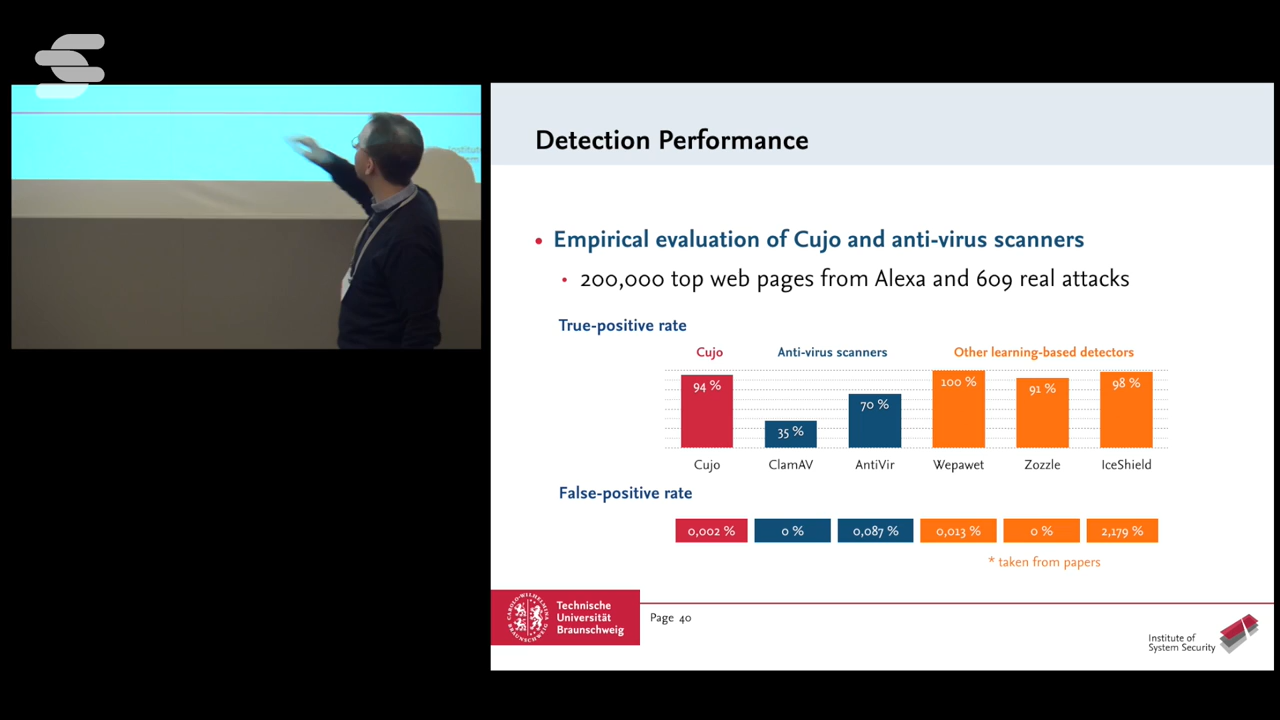 Detection Performance
• Empirical evaluation of Cujo and anti-virus scanners
• 200,000 top web pages from Alexa and 609 real attacks
True-positive rate
Cujo Anti-virus scanners Other learning-based detectors
94 % 35 % 70 % 100 % 91 % 98 %
Cujo ClamAV AntiVir Wepawet Zozzle IceShield
False-positive rate
0,002 % 0 % 0,087 % 0,013 % 0 % 2,179 %
* taken from papers
Technische
Universität
Braunschweig
Page 40
Institute of
System Security